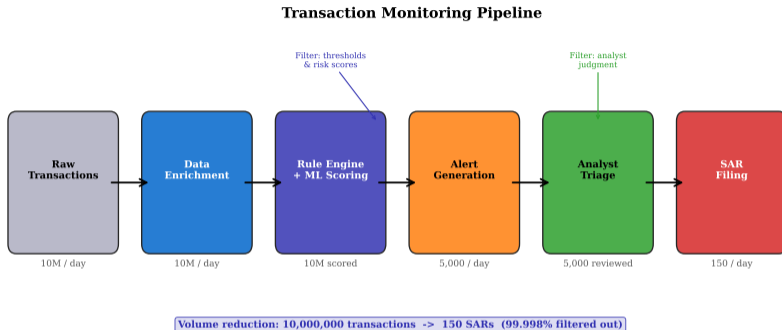 Transaction Monitoring Pipeline
Filter: thresholds
& risk scores
Filter: analyst
judgment
Raw
Transactions
Data
Enrichment
Rule Engine
+ ML Scoring
Alert
Generation
Analyst
Triage
SAR
Filing
10M / day
10M / day
10M scored
5,000 / day
5,000 reviewed
150 / day
Volume reduction: 10,000,000 transactions -> 150 SARs (99.998% filtered out)